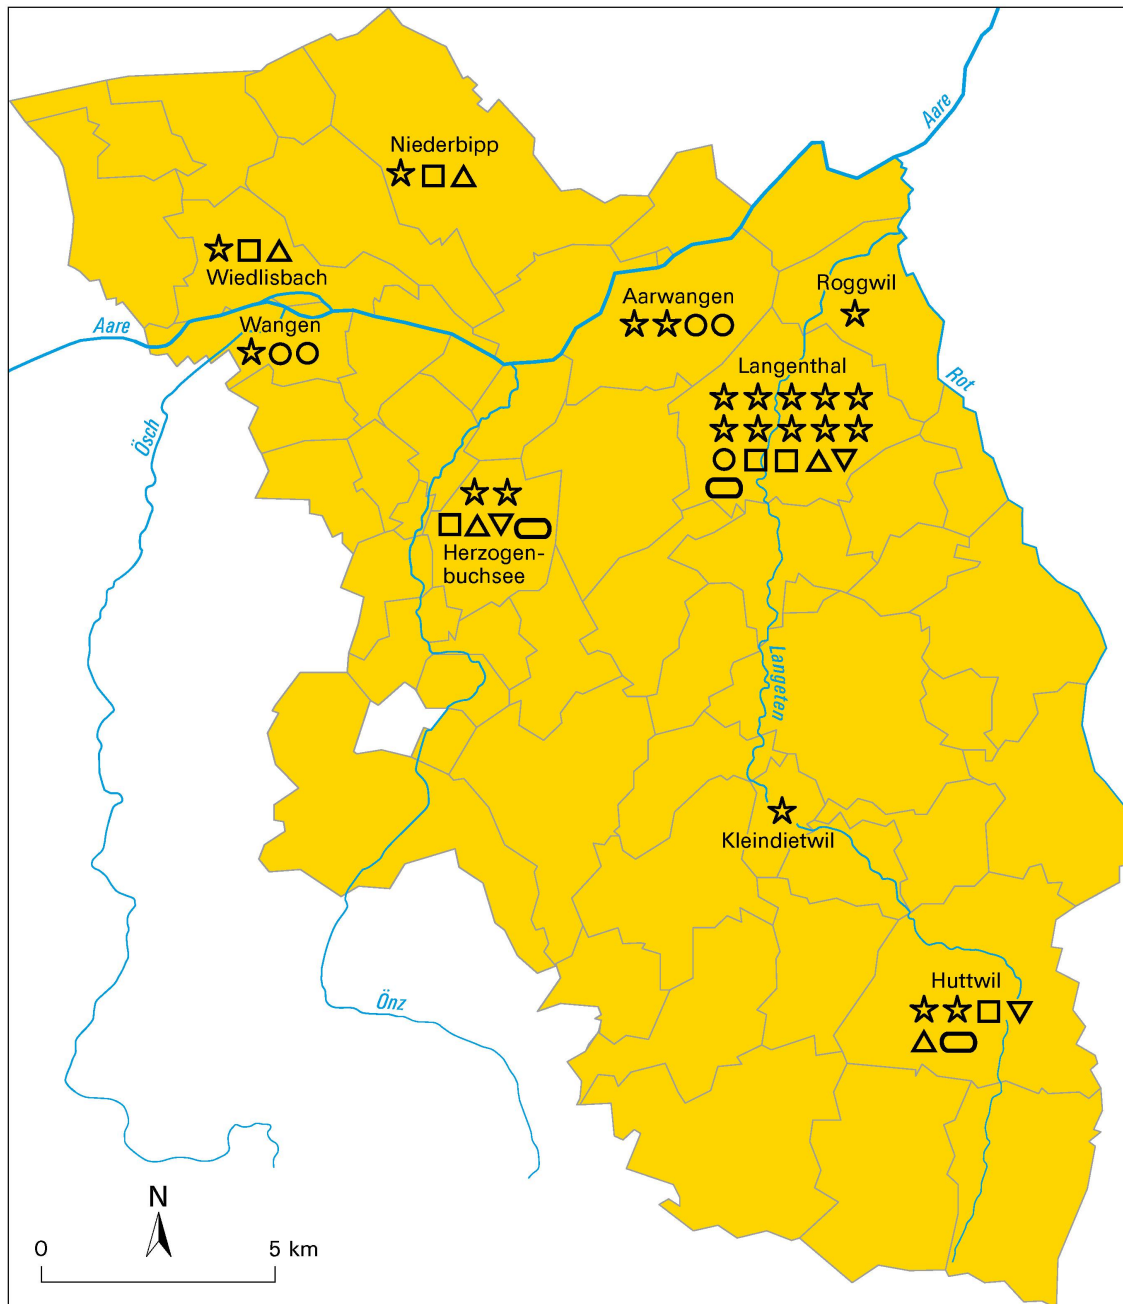 Aare
Niederbipp
Wiedlisbach
Roggwil
Aarwangen
Aare
Wangen
Langenthal
Rot
Ösch
Herzogen-
buchsee
Langeten
Kleindietwil
Huttwil
Önz
N
0 5 km